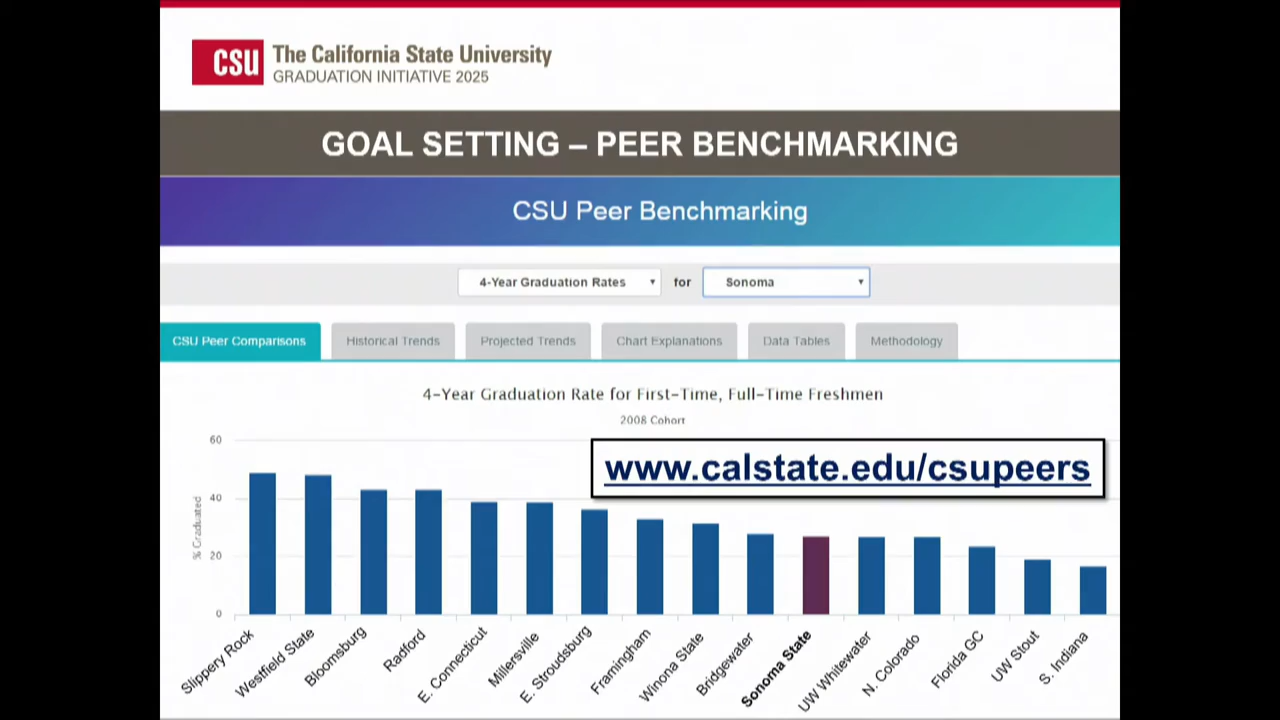 CSU The California State University
GRADUATION INITIATIVE 2025
GOAL SETTING – PEER BENCHMARKING
CSU Peer Benchmarking
4-Year Graduation Rates for Sonoma
CSU Peer Comparisons Historical Trends Projected Trends Chart Explanations Data Tables Methodology
4-Year Graduation Rate for First-Time, Full-Time Freshmen
2008 Cohort
www.calstate.edu/csupeers
% Graduated
60
40
20
0
Slippery Rock
Westfield State
Bloomsburg
Radford
E. Connecticut
Millersville
E. Stroudsburg
Framingham
Winona State
Bridgewater
Sonoma State
UW Whitewater
N. Colorado
Florida GC
UW Stout
S. Indiana